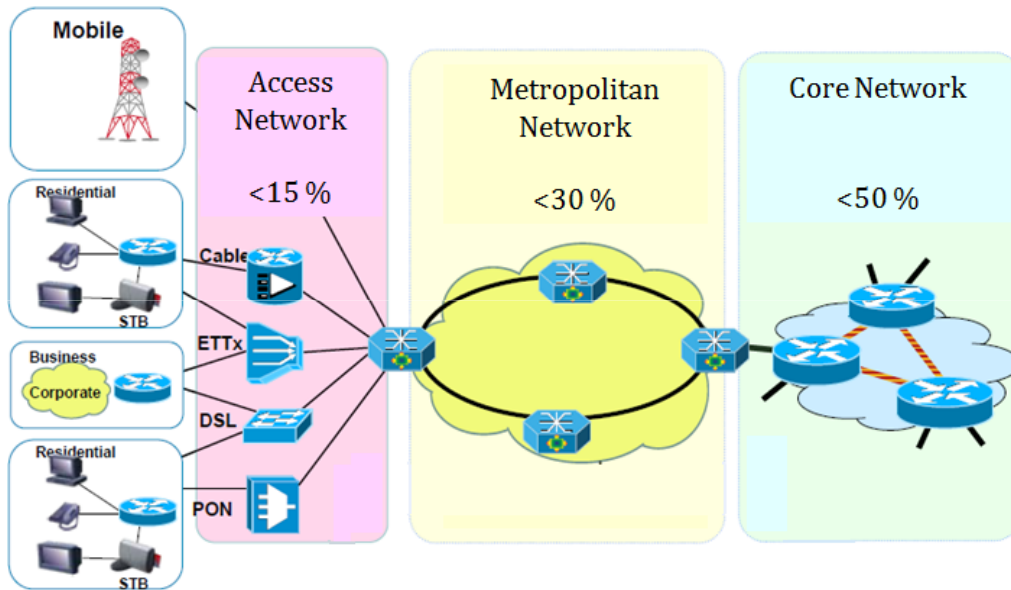 Mobile
Access
Network
<15 %
Metropolitan
Network
<30 %
Core Network
<50 %
Residential
STB
Cable
ETTx
Business
Corporate
DSL
Residential
STB
PON